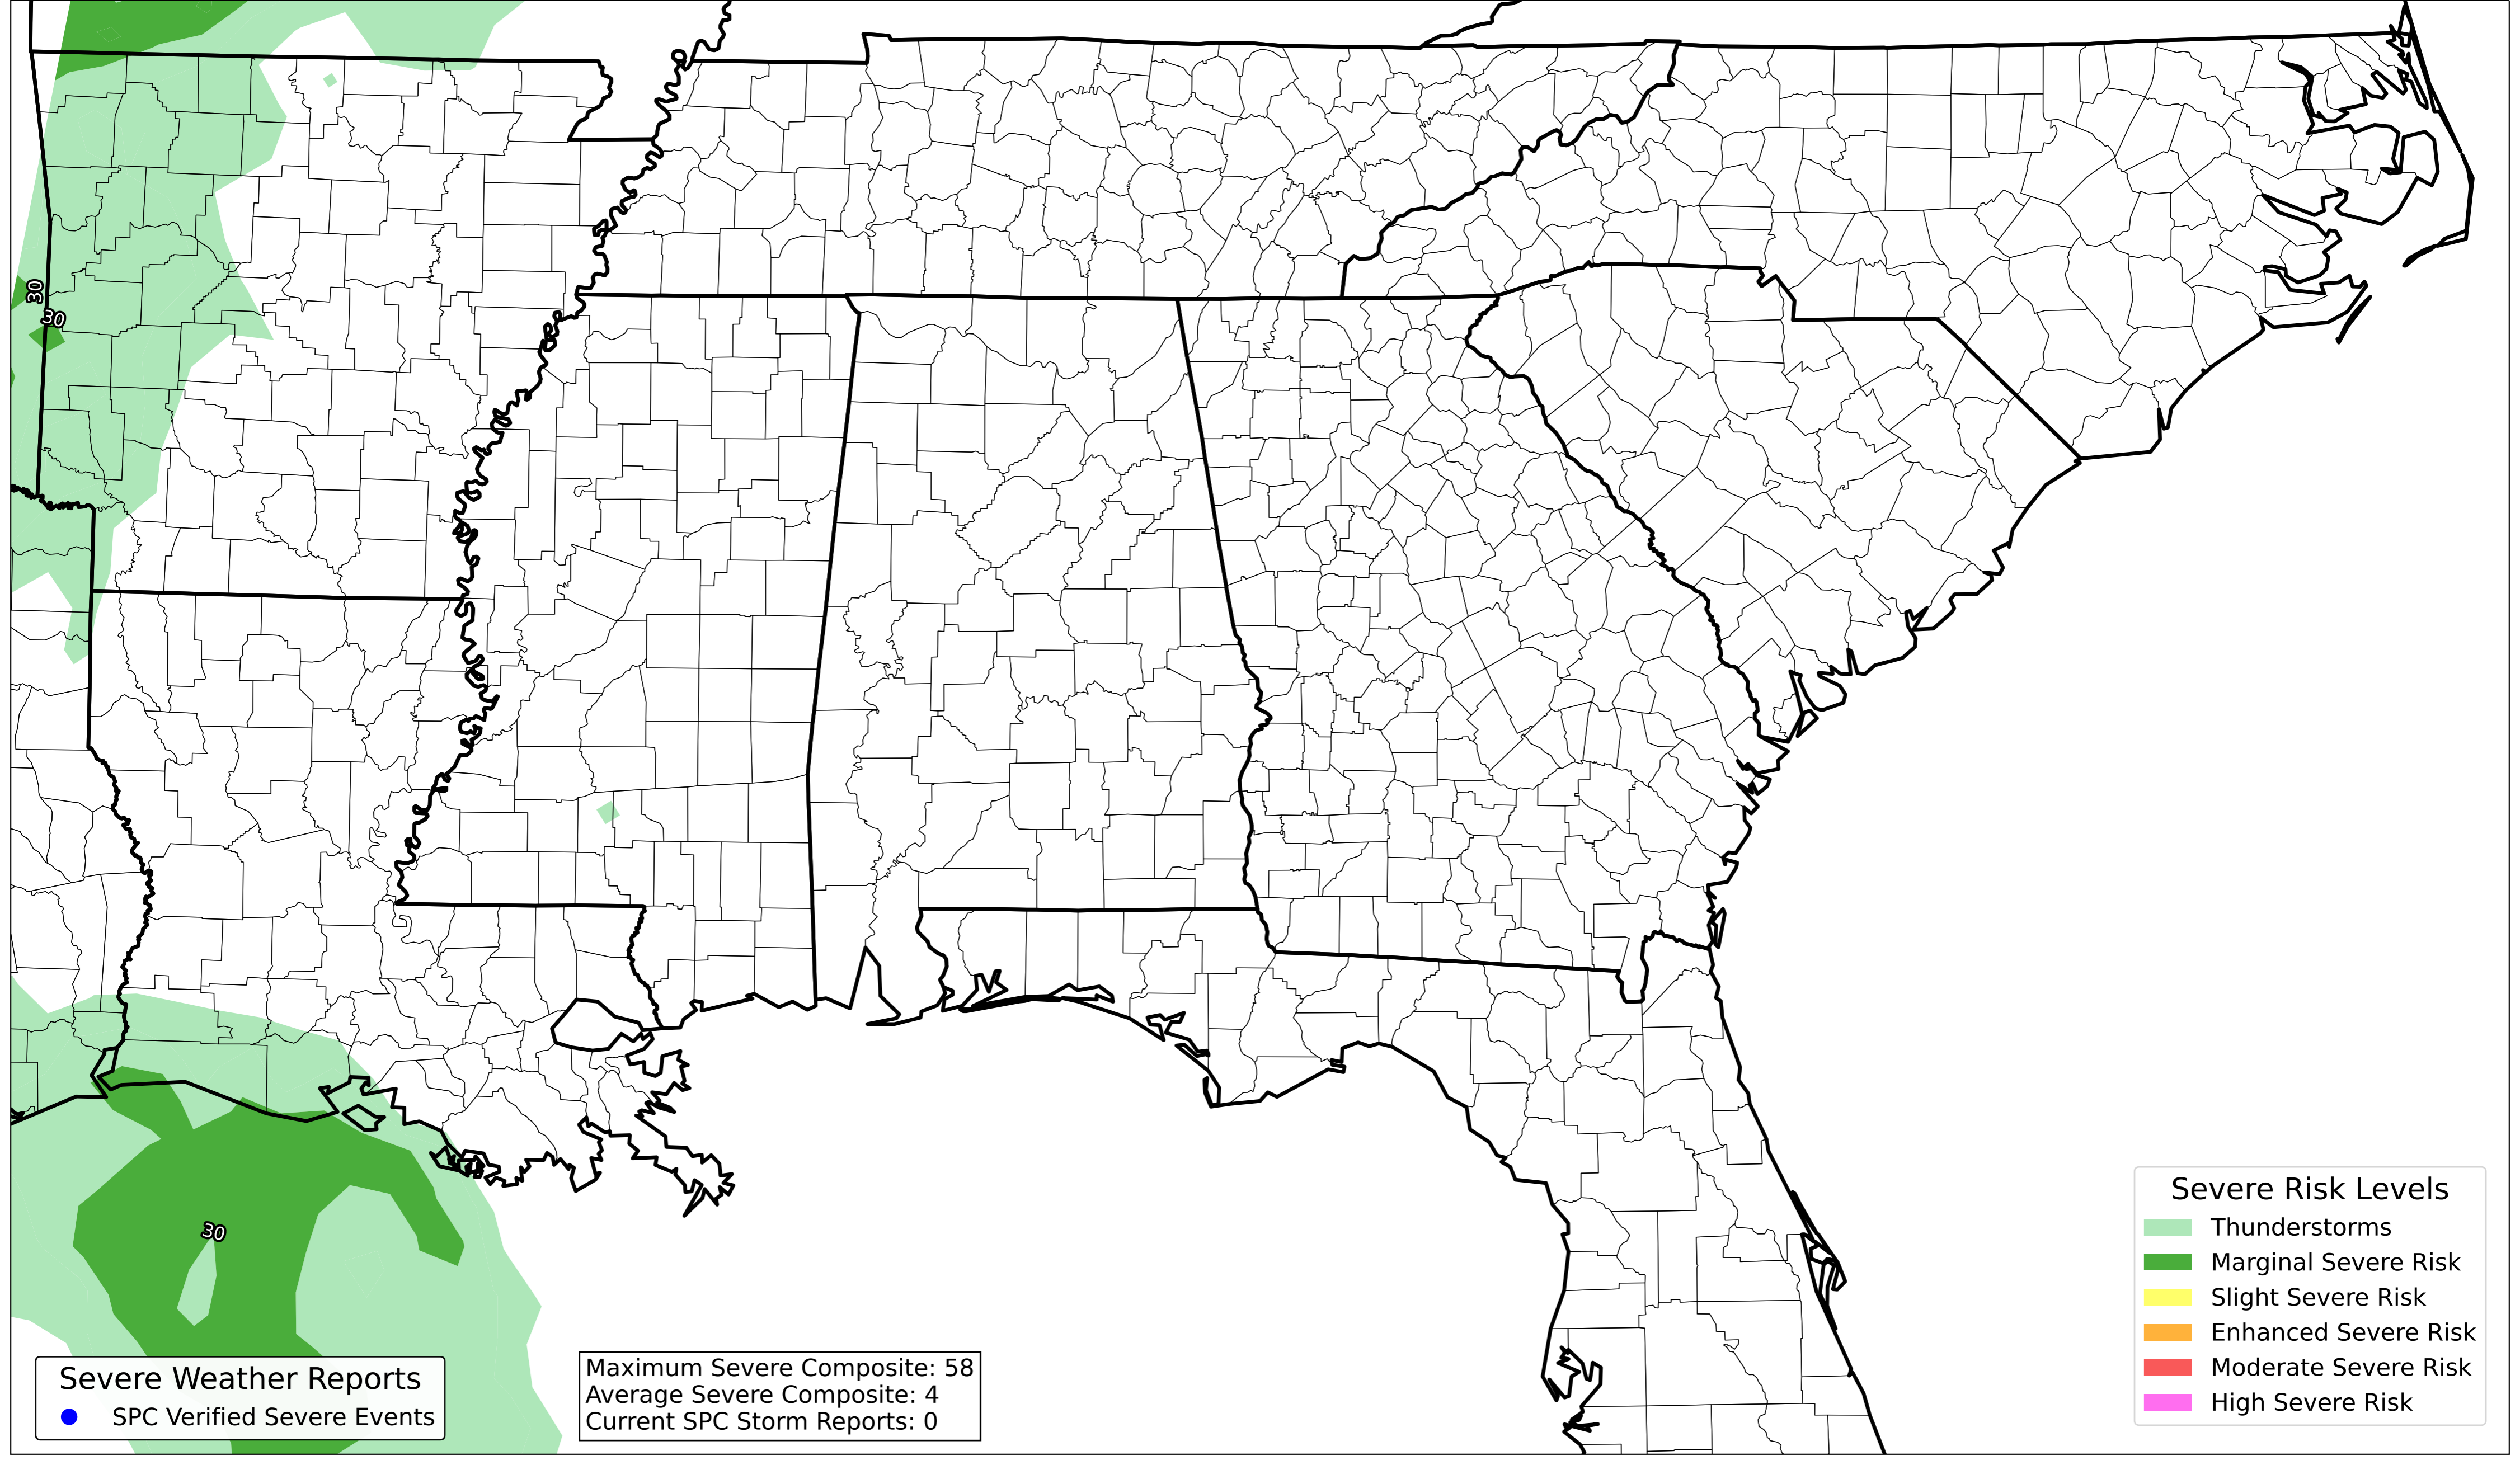 30
30
30
Severe Weather Reports
SPC Verified Severe Events
Maximum Severe Composite: 58
Average Severe Composite: 4
Current SPC Storm Reports: 0
Severe Risk Levels
Thunderstorms
Marginal Severe Risk
Slight Severe Risk
Enhanced Severe Risk
Moderate Severe Risk
High Severe Risk